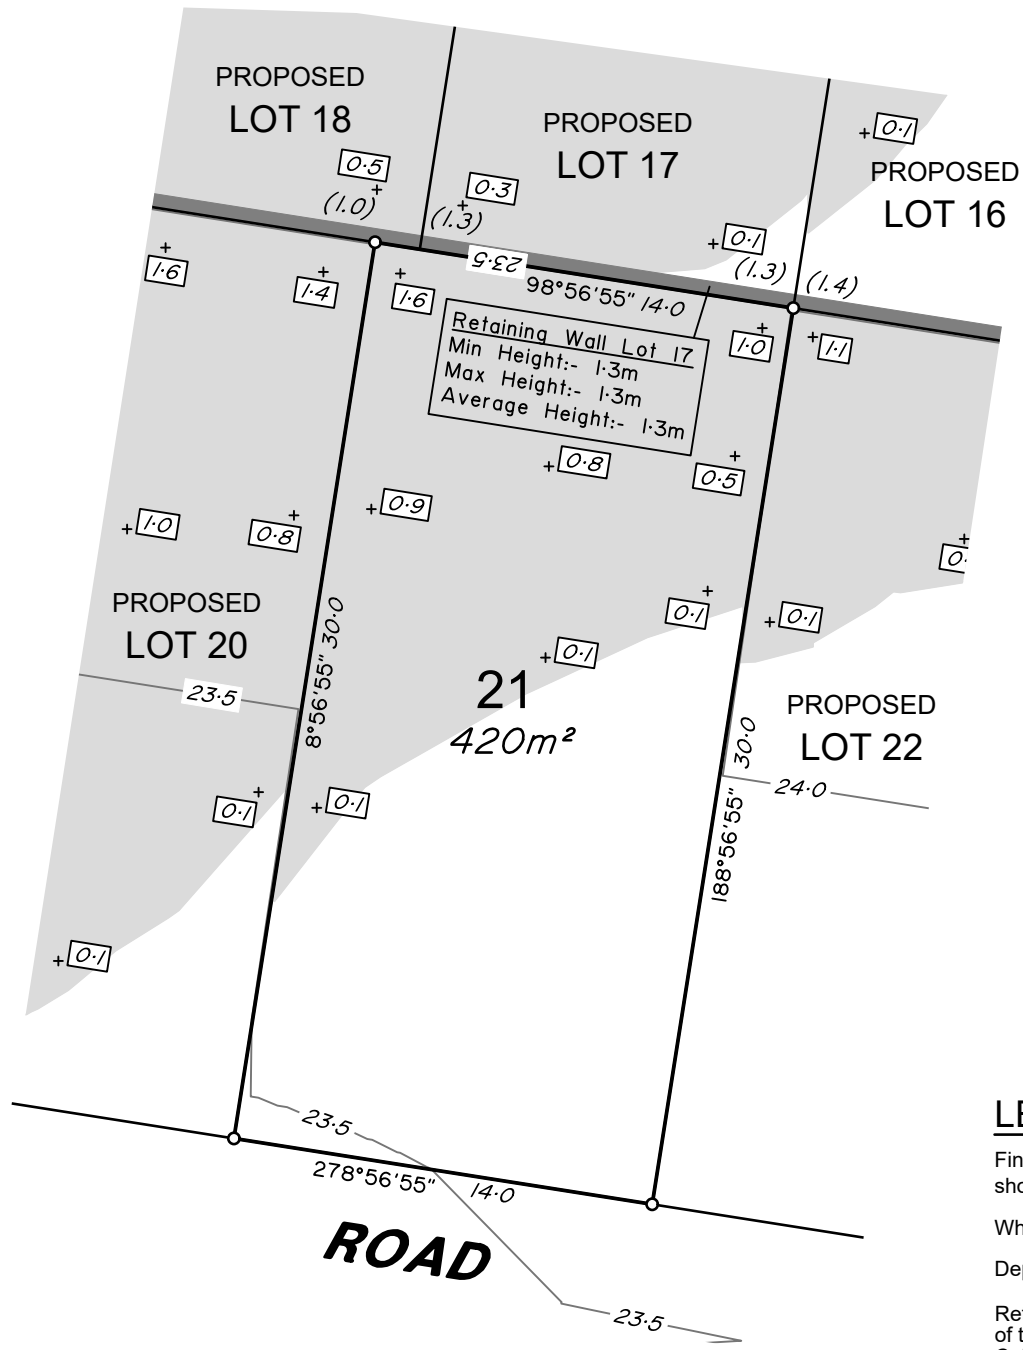 PROPOSED
LOT 18
PROPOSED
LOT 17
PROPOSED
LOT 16
0·1
0·5
0·3
(1.0)
(1.3)
0·1
(1.3)
(1.4)
1·6
1·4
1·6
23·5
98°56'55" 14·0
1·0
1·1
Retaining Wall Lot 17
Min Height:- 1·3m
Max Height:- 1·3m
Average Height:- 1·3m
0·8
0·5
0·9
1·0
0·8
PROPOSED
LOT 20
23·5
8°56'55" 30·0
0·1
0·1
0·1
21
420m²
PROPOSED
LOT 22
24·0
188°56'55" 30·0
0·1
0·1
0·1
23·5
278°56'55" 14·0
ROAD
23·5